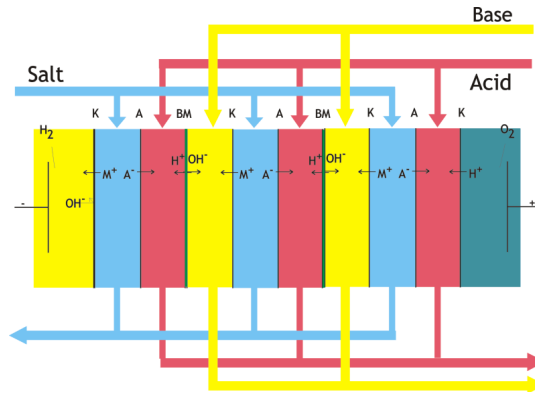 Base
Salt
Acid
K A BM K A BM K A K
H2 O2
H+ OH- H+ OH-
M+ A- M+ A- M+ A- H+
OH-
- +